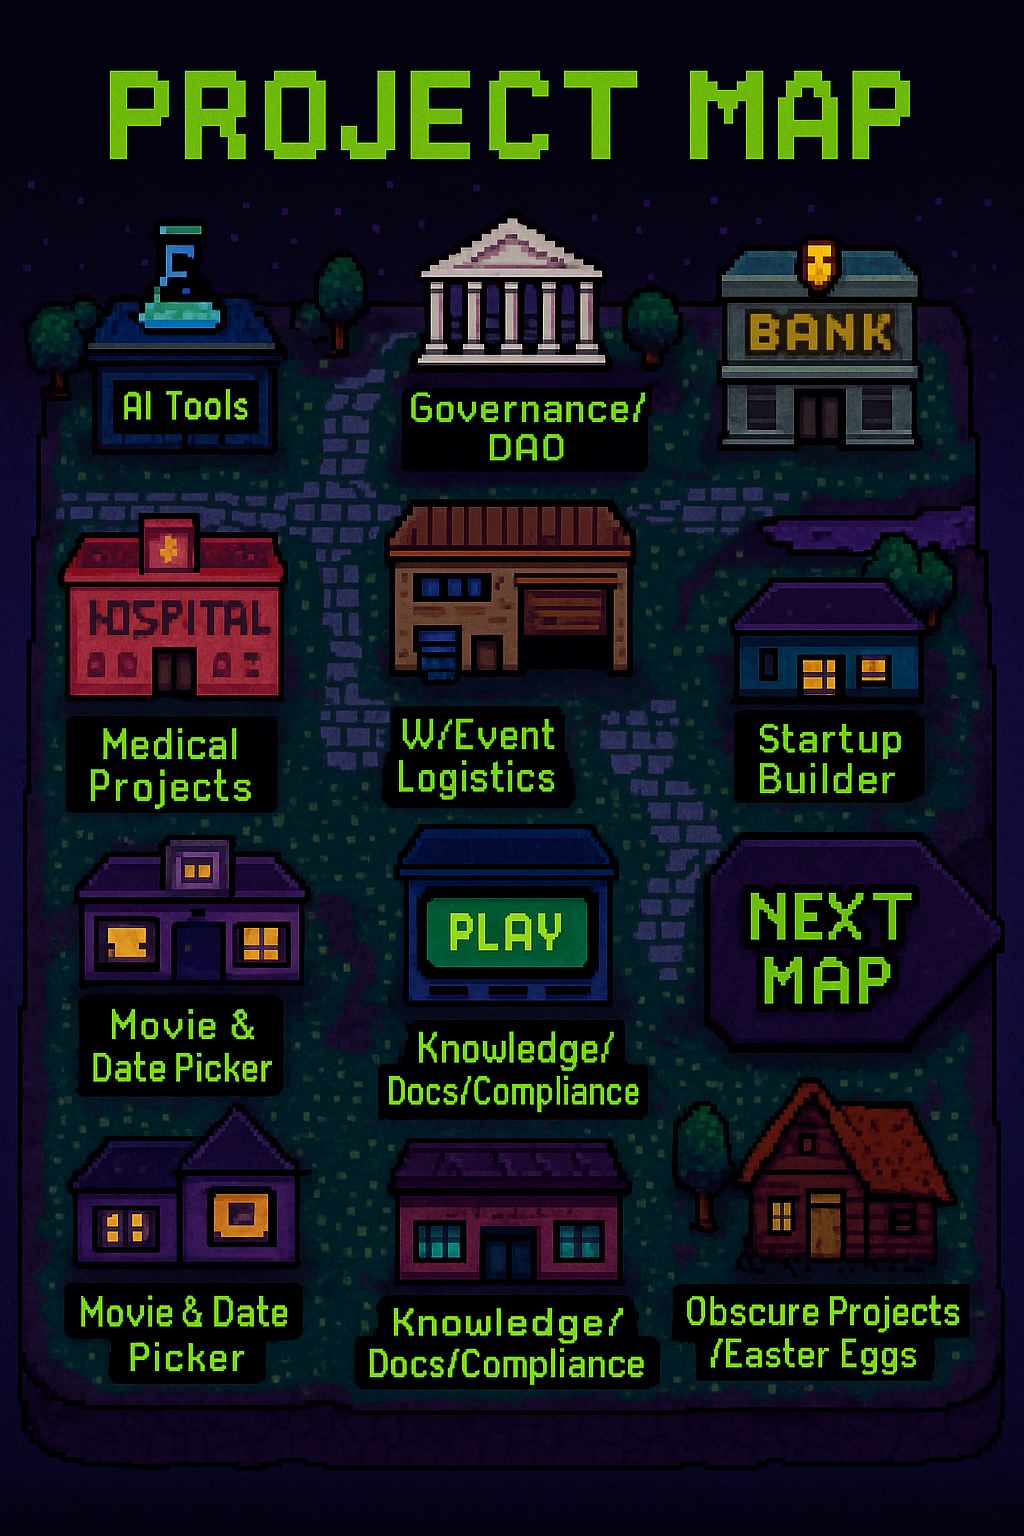 PROJECT MAP
AI Tools
Governance/
DAO
BANK
HOSPITAL
Medical
Projects
W/Event
Logistics
Startup
Builder
Movie &
Date Picker
PLAY
Knowledge/
Docs/Compliance
NEXT
MAP
Movie & Date
Picker
Knowledge/
Docs/Compliance
Obscure Projects
/Easter Eggs